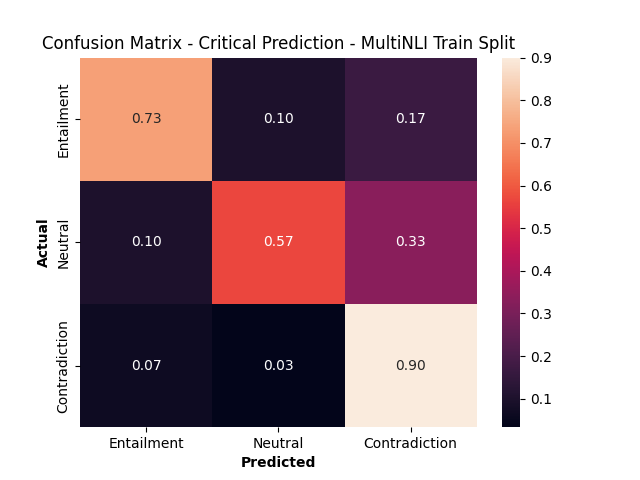 Confusion Matrix - Critical Prediction - MultiNLI Train Split
Actual
Entailment
0.73 0.10 0.17
Neutral
0.10 0.57 0.33
Contradiction
0.07 0.03 0.90
Entailment Neutral Contradiction
Predicted
0.9
0.8
0.7
0.6
0.5
0.4
0.3
0.2
0.1